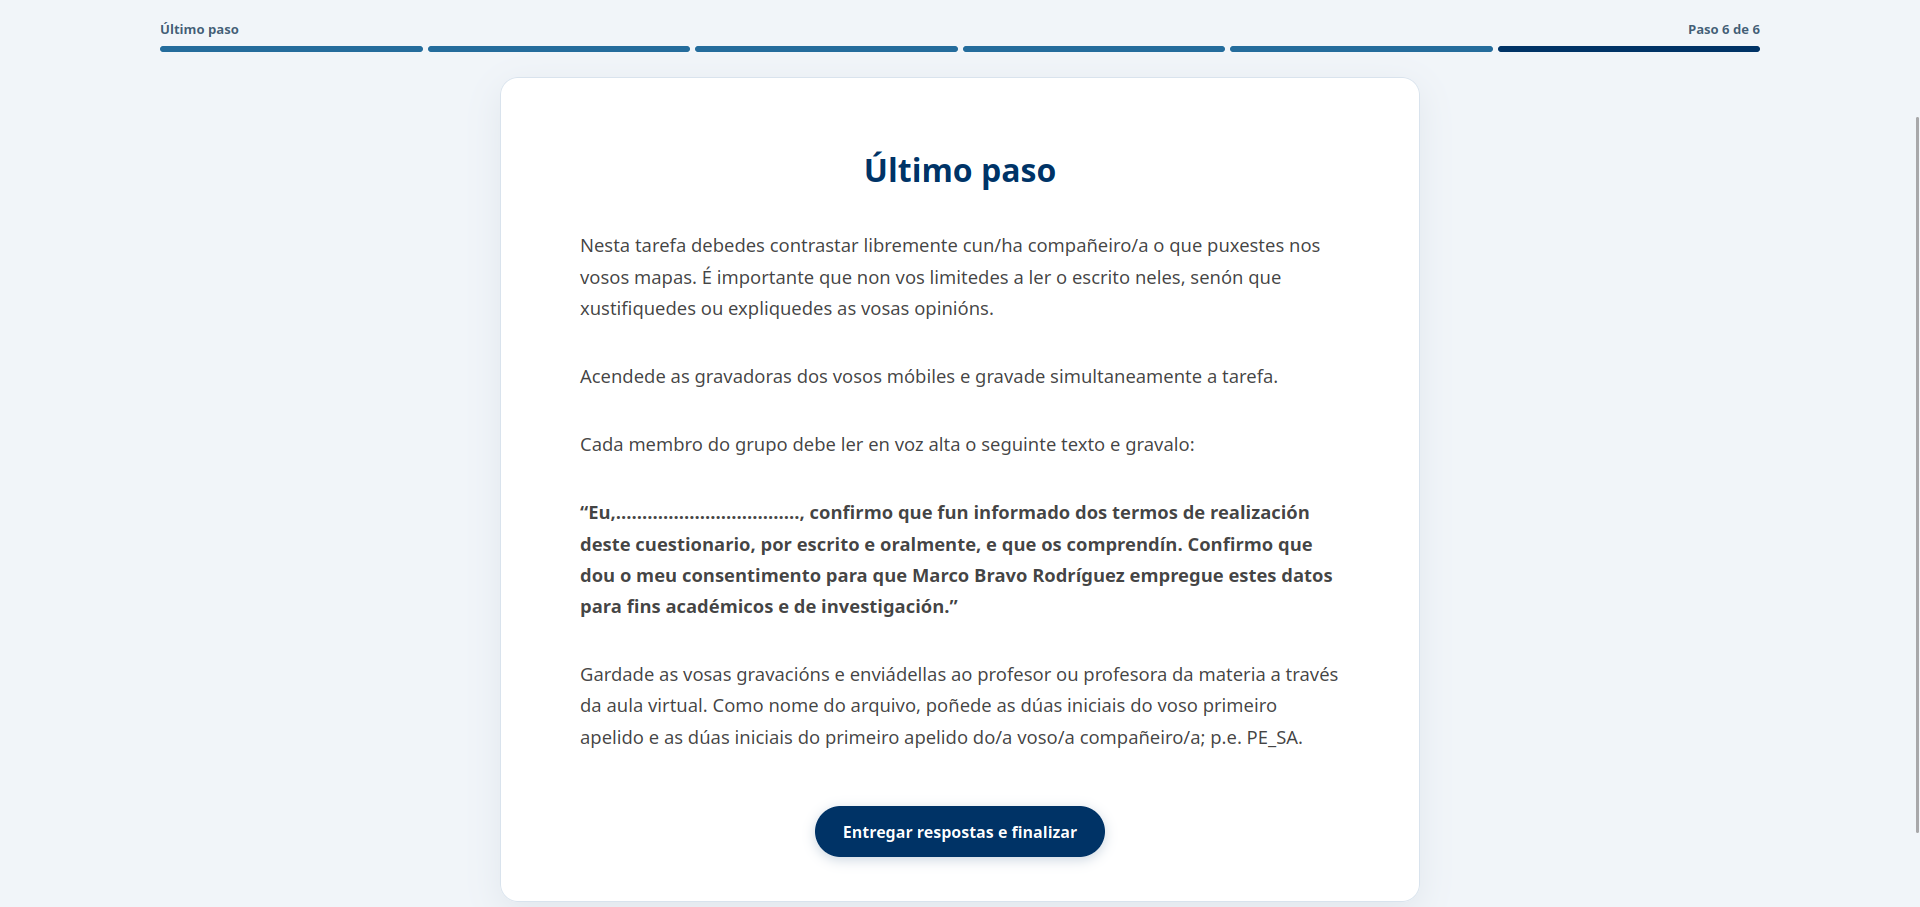 Último paso
Paso 6 de 6
Último paso
Nesta tarefa debedes contrastar libremente cun/ha compañeiro/a o que puxestes nos
vosos mapas. É importante que non vos limitedes a ler o escrito neles, senón que
xustifiquedes ou expliquedes as vosas opinións.
Acendede as gravadoras dos vosos móbiles e gravade simultaneamente a tarefa.
Cada membro do grupo debe ler en voz alta o seguinte texto e gravalo:
“Eu,..................................., confirmo que fun informado dos termos de realización
deste cuestionario, por escrito e oralmente, e que os comprendín. Confirmo que
dou o meu consentimento para que Marco Bravo Rodríguez empregue estes datos
para fins académicos e de investigación.”
Gardade as vosas gravacións e enviádellas ao profesor ou profesora da materia a través
da aula virtual. Como nome do arquivo, poñede as dúas iniciais do voso primeiro
apelido e as dúas iniciais do primeiro apelido do/a voso/a compañeiro/a; p.e. PE_SA.
Entregar respostas e finalizar